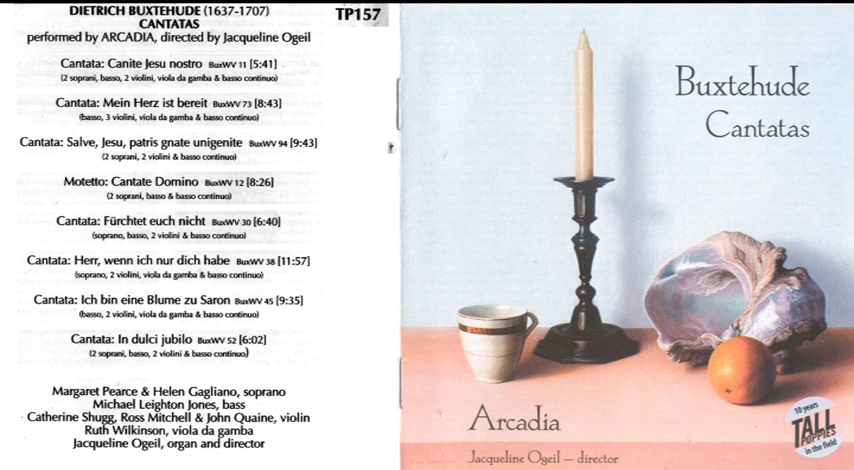 DIETRICH BUXTEHUDE (1637-1707)
CANTATAS
performed by ARCADIA, directed by Jacqueline Ogeil
TP157
Cantata: Canite Jesu nostro BuxWV 11 [5:41]
(2 soprani, basso, 2 violini, viola da gamba & basso continuo)
Cantata: Mein Herz ist bereit BuxWV 73 [8:43]
(basso, 3 violini, viola da gamba & basso continuo)
Cantata: Salve, Jesu, patris gnate unigenite BuxWV 94 [9:43]
(2 soprani, 2 violini & basso continuo)
Motetto: Cantate Domino BuxWV 12 [8:26]
(2 soprani, basso & basso continuo)
Cantata: Fürchtet euch nicht BuxWV 30 [6:40]
(soprano, basso, 2 violini & basso continuo)
Cantata: Herr, wenn ich nur dich habe BuxWV 38 [11:57]
(soprano, 2 violini, viola da gamba & basso continuo)
Cantata: Ich bin eine Blume zu Saron BuxWV 45 [9:35]
(basso, 2 violini, viola da gamba & basso continuo)
Cantata: In dulci jubilo BuxWV 52 [6:02]
(2 soprani, basso, 2 violini & basso continuo)
Margaret Pearce & Helen Gagliano, soprano
Michael Leighton Jones, bass
Catherine Shugg, Ross Mitchell & John Quaine, violin
Ruth Wilkinson, viola da gamba
Jacqueline Ogeil, organ and director
Buxtehude
Cantatas
Arcadia
Jacqueline Ogeil – director
10 years
TALL
POPPIES
in the field